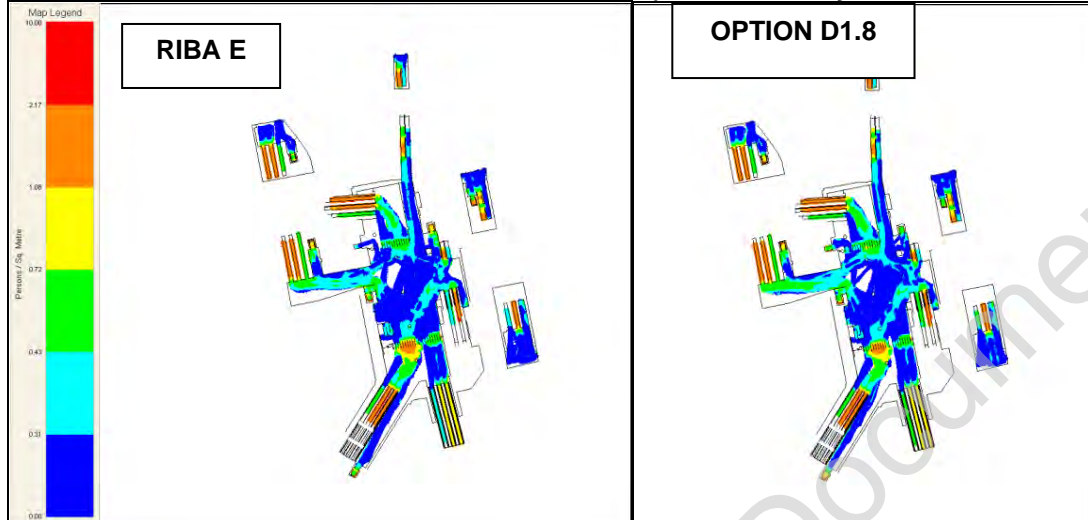 Map Legend
10.00
RIBA E
OPTION D1.8
2.17
1.08
0.72
0.43
0.31
0.00
Persons / Sq. Metre